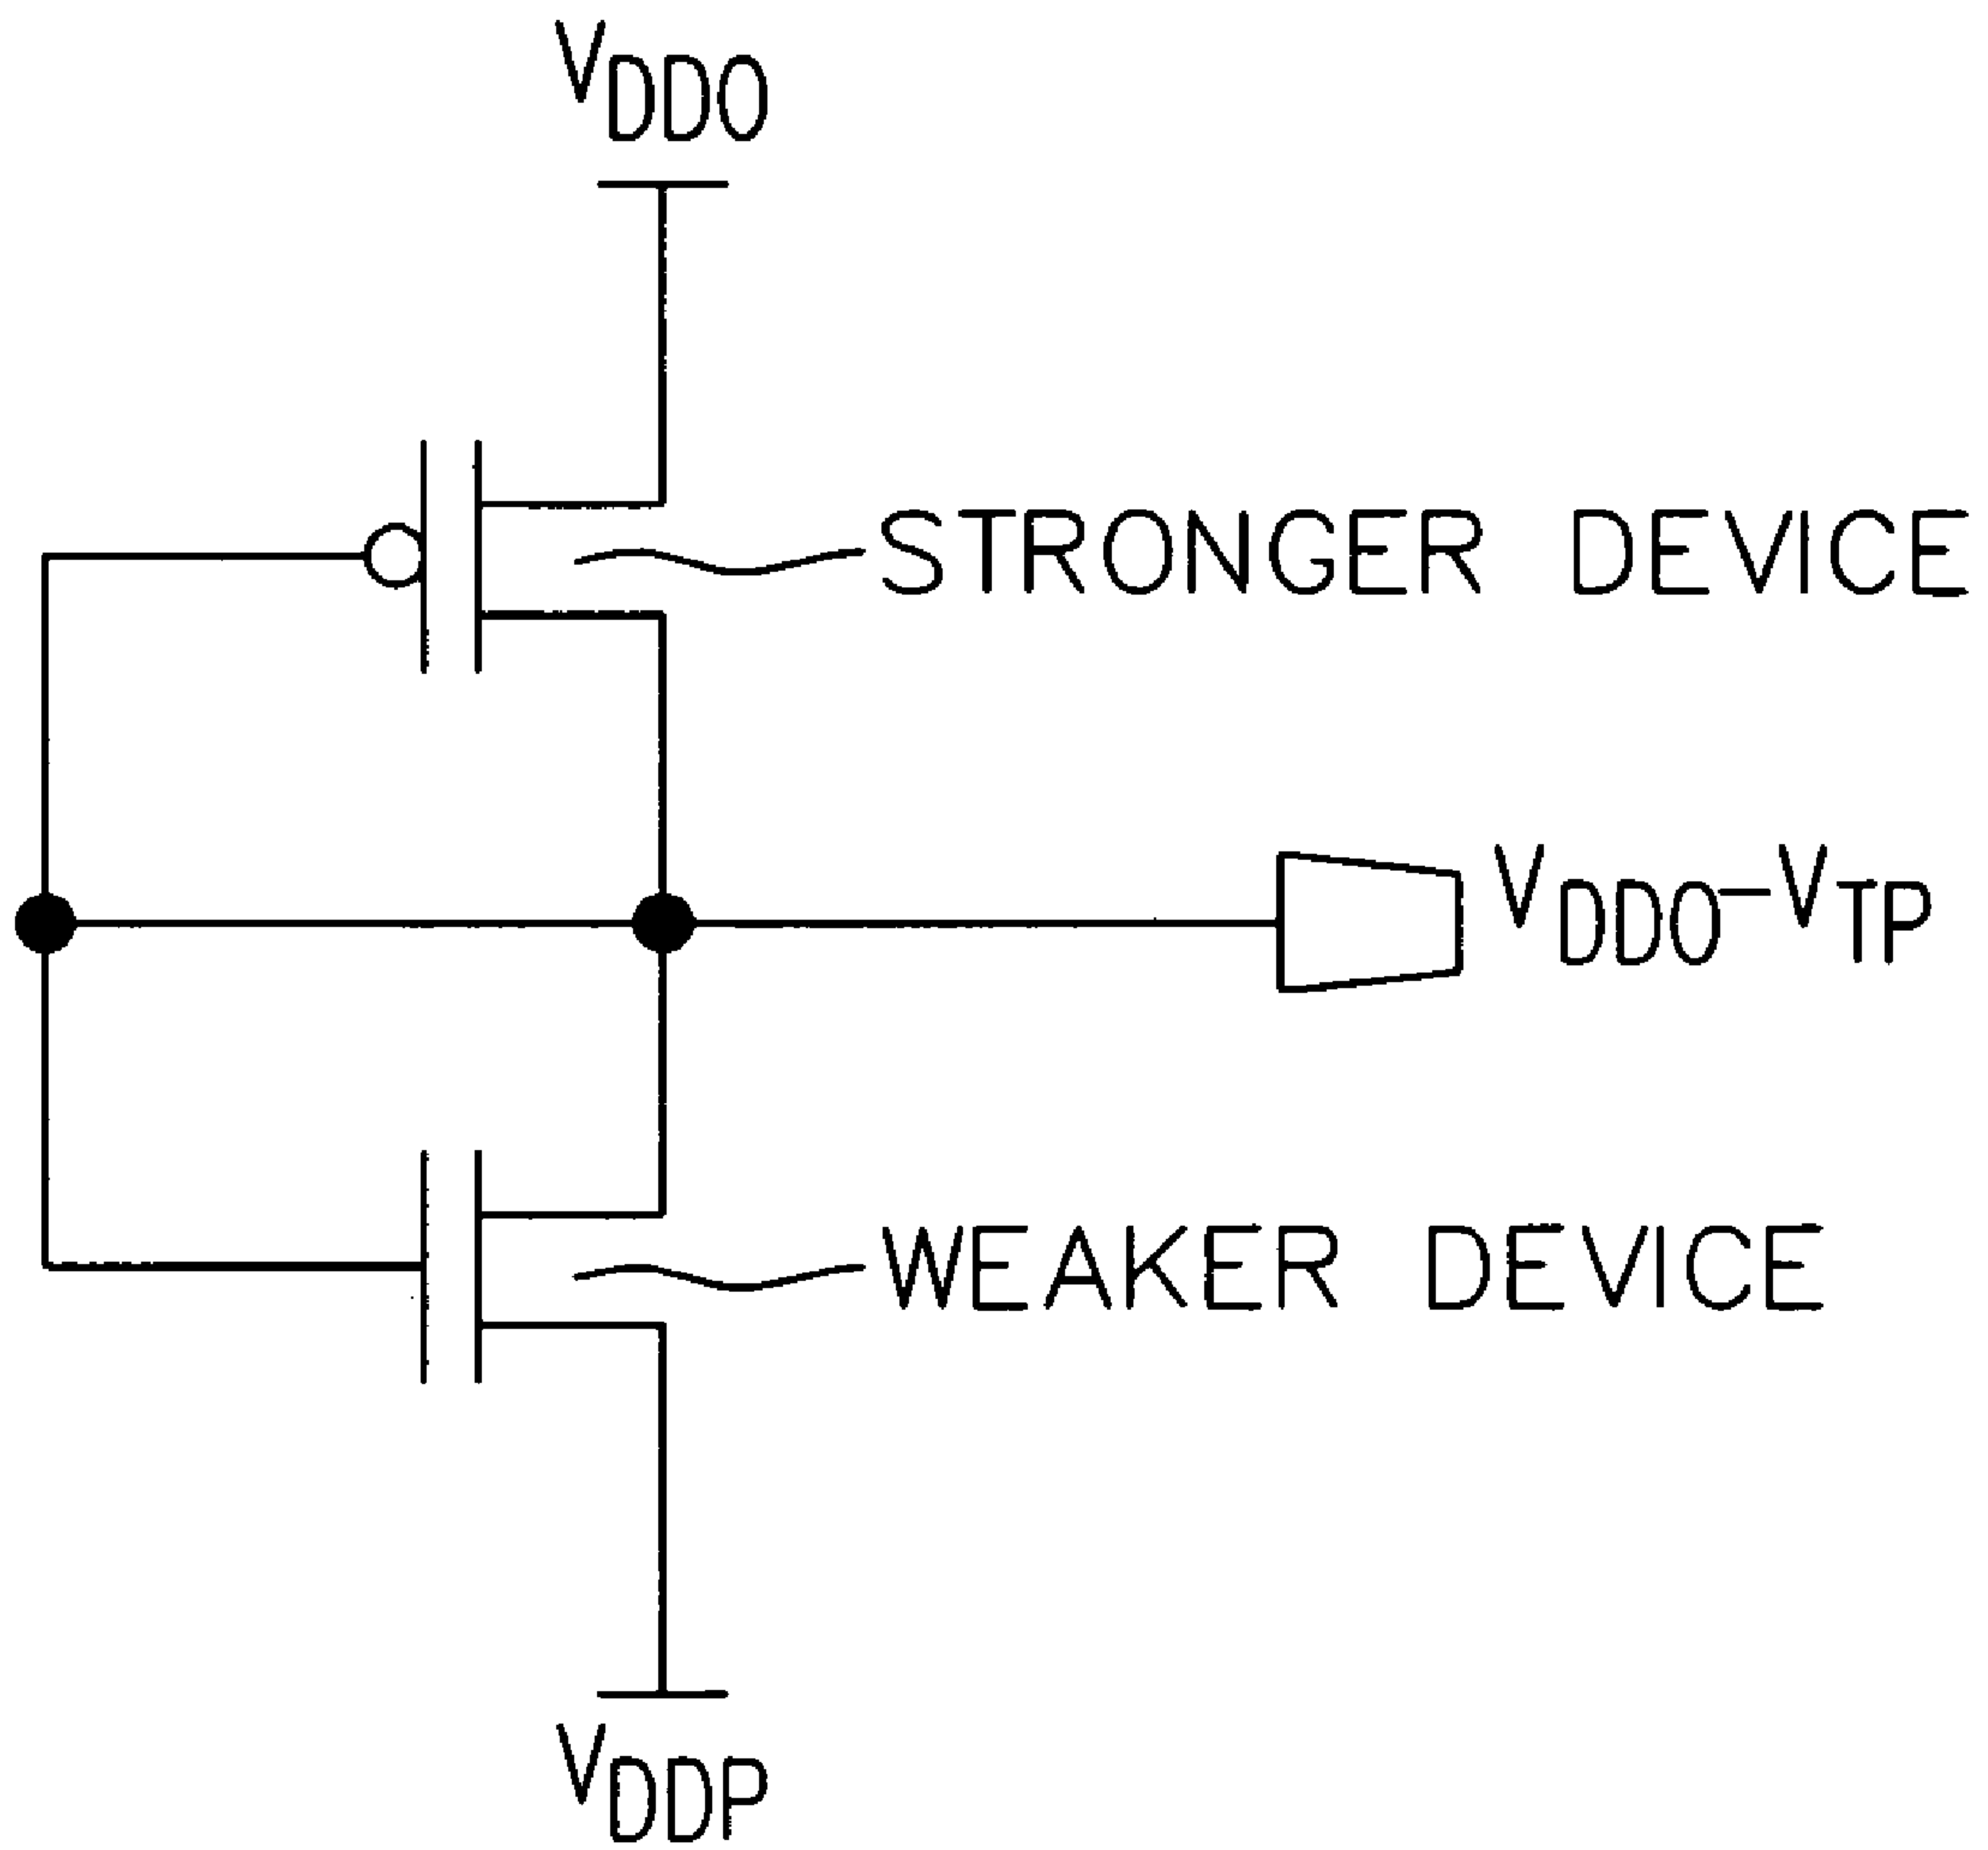 VDDO
STRONGER DEVICE
VDDO-VTP
WEAKER DEVICE
VDDP